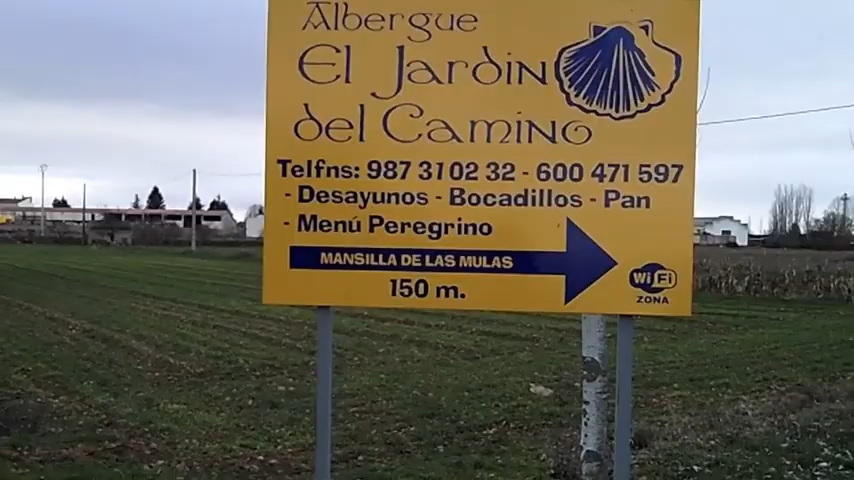 Albergue
El Jardin
del Camino
Telfns: 987 31 02 32 - 600 471 597
- Desayunos - Bocadillos - Pan
- Menú Peregrino
MANSILLA DE LAS MULAS
150 m.
Wi Fi
ZONA